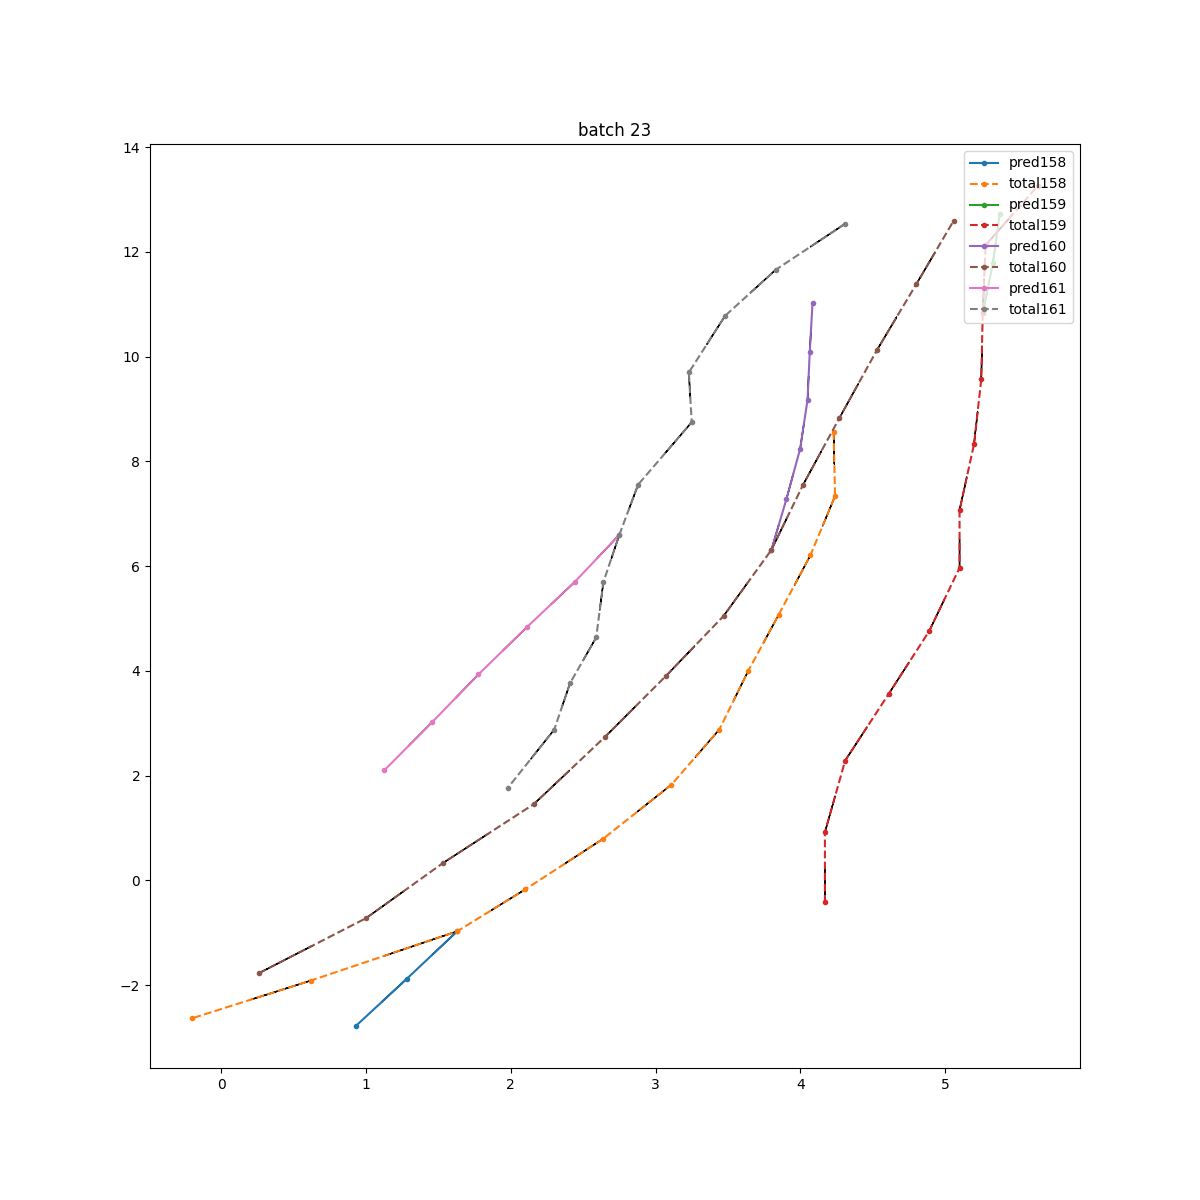 batch 23
14
12
10
8
6
4
2
0
−2
0 1 2 3 4 5
pred158
total158
pred159
total159
pred160
total160
pred161
total161